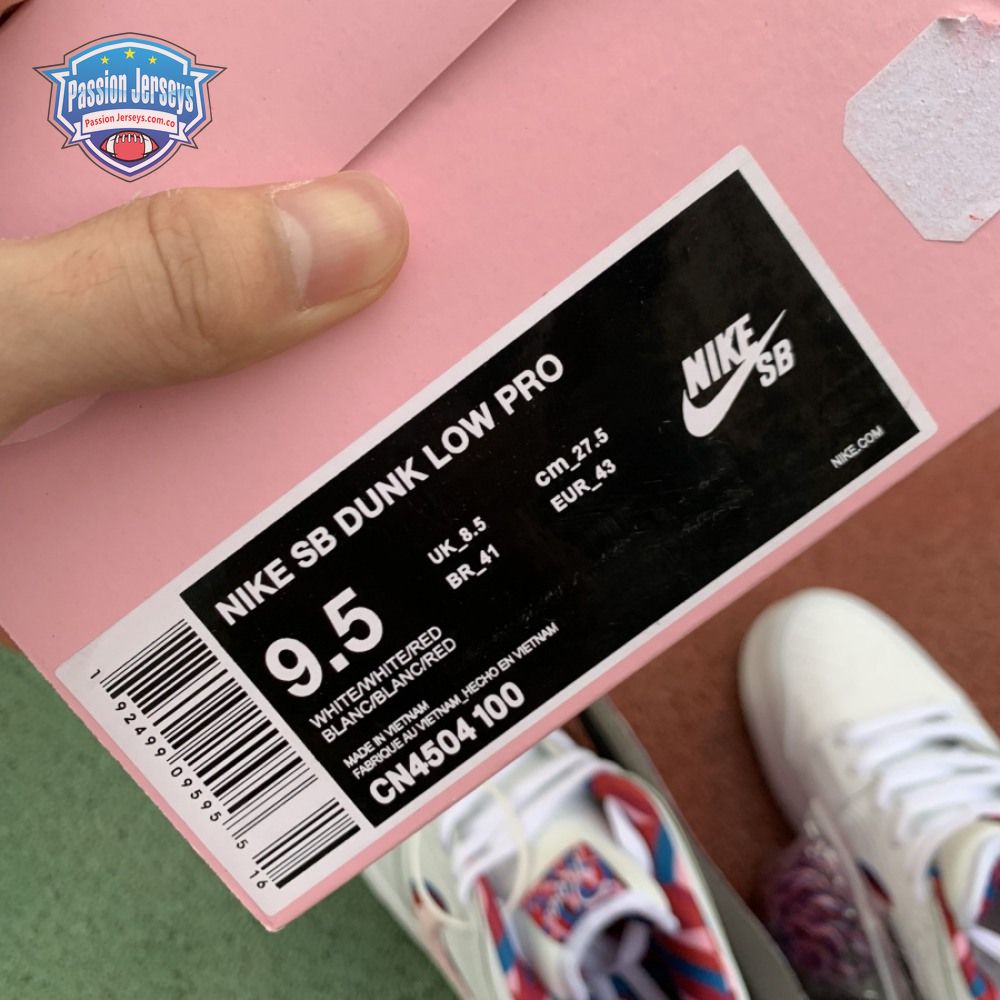 Passion Jerseys
Passion Jerseys.com.co
NIKE SB DUNK LOW PRO
9.5
UK_8.5
BR_41
cm_27.5
EUR_43
NIKE SB
NIKE.COM
WHITE/WHITE/RED
BLANC/BLANC/RED
MADE IN VIETNAM
FABRIQUE AU VIETNAM_HECHO EN VIETNAM
CN4504 100
1 92499 09595 5 16